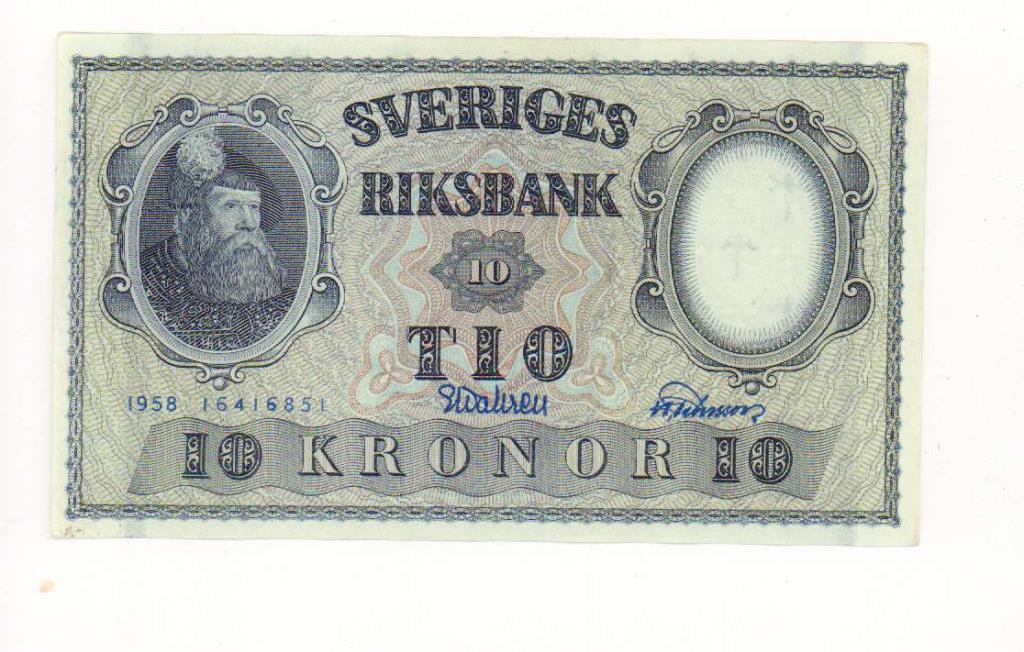 SVERIGES
RIKSBANK
10
TIO
1958 16416851
10 KRONOR 10